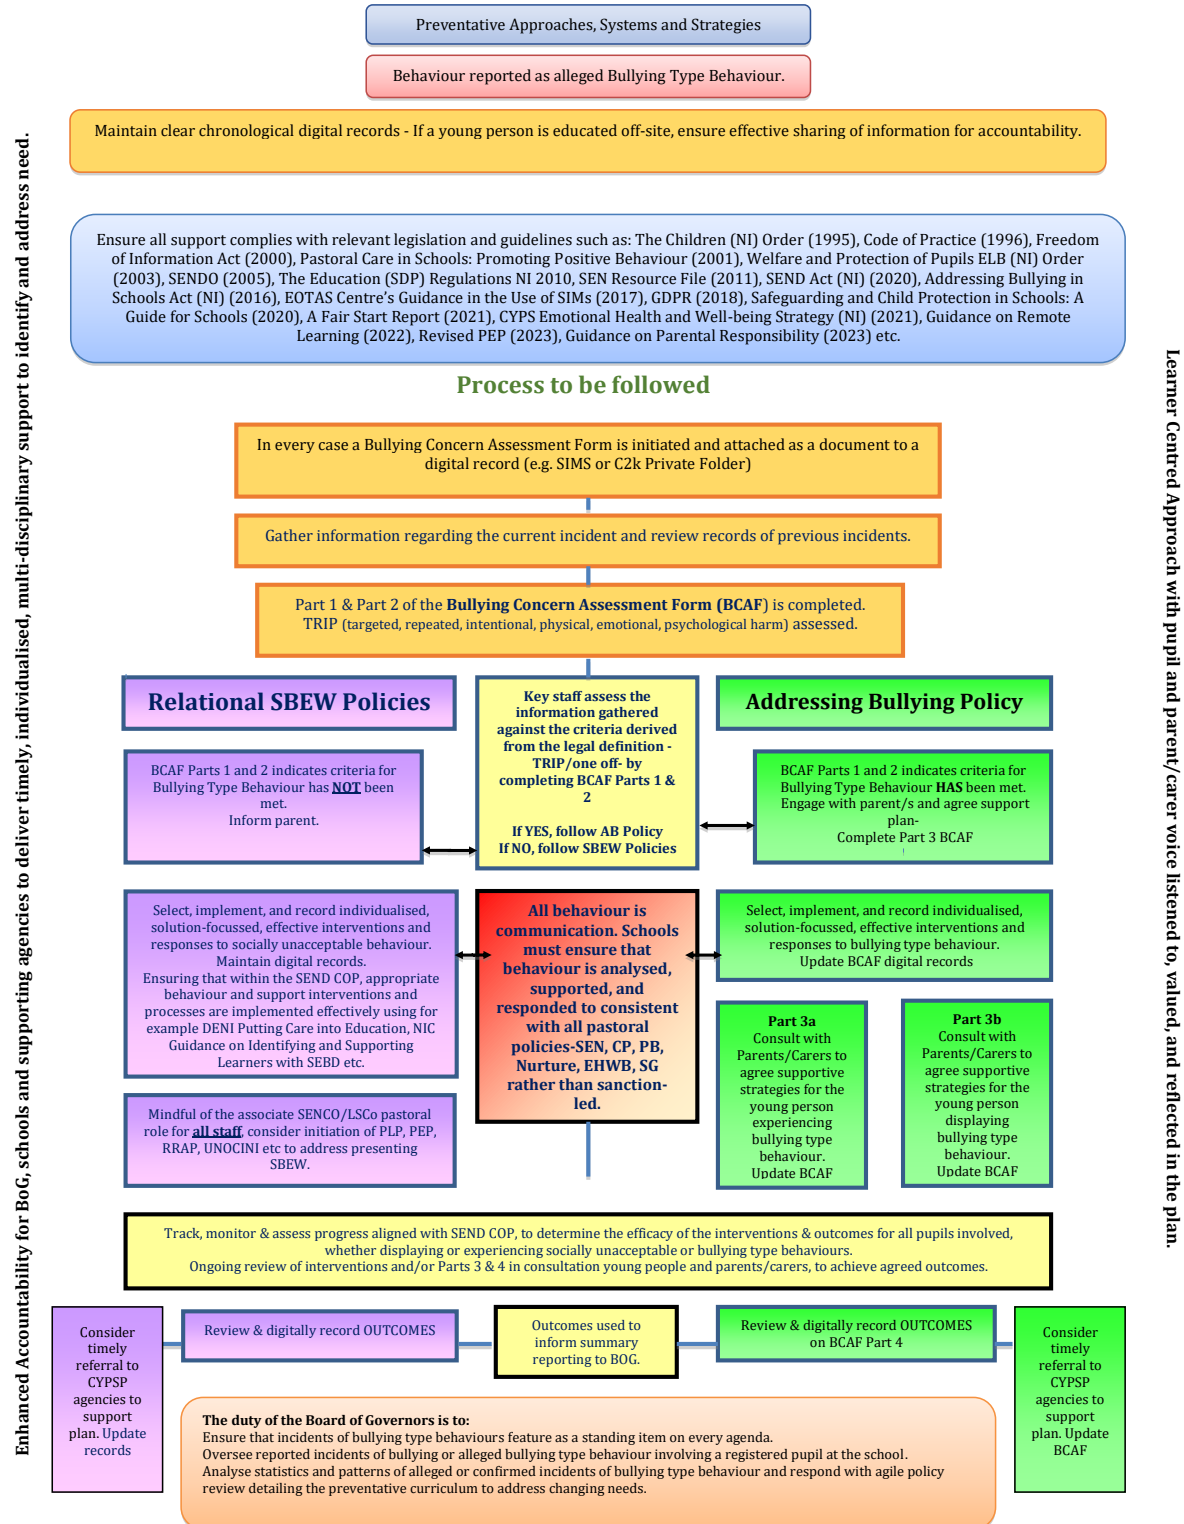 Preventative Approaches, Systems and Strategies
Behaviour reported as alleged Bullying Type Behaviour.
Maintain clear chronological digital records - If a young person is educated off-site, ensure effective sharing of information for accountability.
Enhanced Accountability for BoG, schools and supporting agencies to deliver timely, individualised, multi-disciplinary support to identify and address need.
Ensure all support complies with relevant legislation and guidelines such as: The Children (NI) Order (1995), Code of Practice (1996), Freedom
of Information Act (2000), Pastoral Care in Schools: Promoting Positive Behaviour (2001), Welfare and Protection of Pupils ELB (NI) Order
(2003), SENDO (2005), The Education (SDP) Regulations NI 2010, SEN Resource File (2011), SEND Act (NI) (2020), Addressing Bullying in
Schools Act (NI) (2016), EOTAS Centre's Guidance in the Use of SIMs (2017), GDPR (2018), Safeguarding and Child Protection in Schools: A
Guide for Schools (2020), A Fair Start Report (2021), CYPS Emotional Health and Well-being Strategy (NI) (2021), Guidance on Remote
Learning (2022), Revised PEP (2023), Guidance on Parental Responsibility (2023) etc.
Learner Centred Approach with pupil and parent/carer voice listened to, valued, and reflected in the plan.
Process to be followed
In every case a Bullying Concern Assessment Form is initiated and attached as a document to a
digital record (e.g. SIMS or C2k Private Folder)
Gather information regarding the current incident and review records of previous incidents.
Part 1 & Part 2 of the Bullying Concern Assessment Form (BCAF) is completed.
TRIP (targeted, repeated, intentional, physical, emotional, psychological harm) assessed.
Relational SBEW Policies
Key staff assess the
information gathered
against the criteria derived
from the legal definition -
TRIP/one off- by
completing BCAF Parts 1 &
2
If YES, follow AB Policy
If NO, follow SBEW Policies
Addressing Bullying Policy
BCAF Parts 1 and 2 indicates criteria for
Bullying Type Behaviour has NOT been
met.
Inform parent.
BCAF Parts 1 and 2 indicates criteria for
Bullying Type Behaviour HAS been met.
Engage with parent/s and agree support
plan-
Complete Part 3 BCAF
Select, implement, and record individualised,
solution-focussed, effective interventions and
responses to socially unacceptable behaviour.
Maintain digital records.
Ensuring that within the SEND COP, appropriate
behaviour and support interventions and
processes are implemented effectively using for
example DENI Putting Care into Education, NIC
Guidance on Identifying and Supporting
Learners with SEBD etc.
All behaviour is
communication. Schools
must ensure that
behaviour is analysed,
supported, and
responded to consistent
with all pastoral
policies-SEN, CP, PB,
Nurture, EHWB, SG
rather than sanction-
led.
Select, implement, and record individualised,
solution-focussed, effective interventions and
responses to bullying type behaviour.
Update BCAF digital records
Mindful of the associate SENCO/LSCo pastoral
role for all staff, consider initiation of PLP, PEP,
RRAP, UNOCINI etc to address presenting
SBEW.
Part 3a
Consult with
Parents/Carers to
agree supportive
strategies for the
young person
experiencing
bullying type
behaviour.
Update BCAF
Part 3b
Consult with
Parents/Carers to
agree supportive
strategies for the
young person
displaying
bullying type
behaviour.
Update BCAF
Track, monitor & assess progress aligned with SEND COP, to determine the efficacy of the interventions & outcomes for all pupils involved,
whether displaying or experiencing socially unacceptable or bullying type behaviours.
Ongoing review of interventions and/or Parts 3 & 4 in consultation young people and parents/carers, to achieve agreed outcomes.
Consider
timely
referral to
CYPSP
agencies to
support
plan. Update
records
Review & digitally record OUTCOMES
Outcomes used to
inform summary
reporting to BOG.
Review & digitally record OUTCOMES
on BCAF Part 4
Consider
timely
referral to
CYPSP
agencies to
support
plan. Update
BCAF
The duty of the Board of Governors is to:
Ensure that incidents of bullying type behaviours feature as a standing item on every agenda.
Oversee reported incidents of bullying or alleged bullying type behaviour involving a registered pupil at the school.
Analyse statistics and patterns of alleged or confirmed incidents of bullying type behaviour and respond with agile policy
review detailing the preventative curriculum to address changing needs.